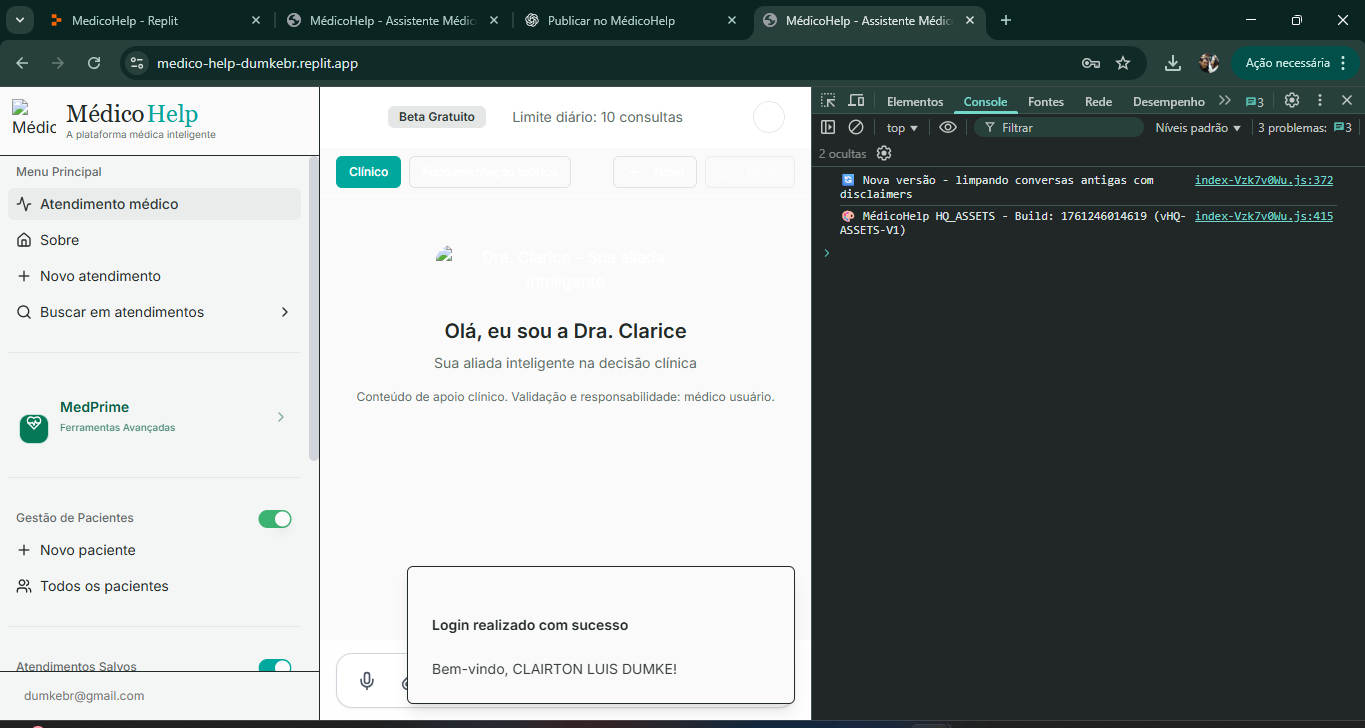 MédicoHelp - Replit
MédicoHelp - Assistente Médic
Publicar no MédicoHelp
MédicoHelp - Assistente Médic
medico-help-dumkebr.replit.app
Ação necessária
Médic
MédicoHelp
A plataforma médica inteligente
Menu Principal
Atendimento médico
Sobre
Novo atendimento
Buscar em atendimentos
MedPrime
Ferramentas Avançadas
Gestão de Pacientes
Novo paciente
Todos os pacientes
Atendimentos Salvos
dumkebr@gmail.com
Beta Gratuito
Limite diário: 10 consultas
Clínico
Fundamentação teórica
Novo
Dra. Clarice – Sua aliada
inteligente
Olá, eu sou a Dra. Clarice
Sua aliada inteligente na decisão clínica
Conteúdo de apoio clínico. Validação e responsabilidade: médico usuário.
Login realizado com sucesso
Bem-vindo, CLAIRTON LUIS DUMKE!
Elementos
Console
Fontes
Rede
Desempenho
3
top
Filtrar
Níveis padrão
3 problemas:
3
2 ocultas
Nova versão - limpando conversas antigas com index-Vzk7v0Wu.js:372
disclaimers
MédicoHelp HQ_ASSETS - Build: 1761246014619 (vHQ- index-Vzk7v0Wu.js:415
ASSETS-V1)